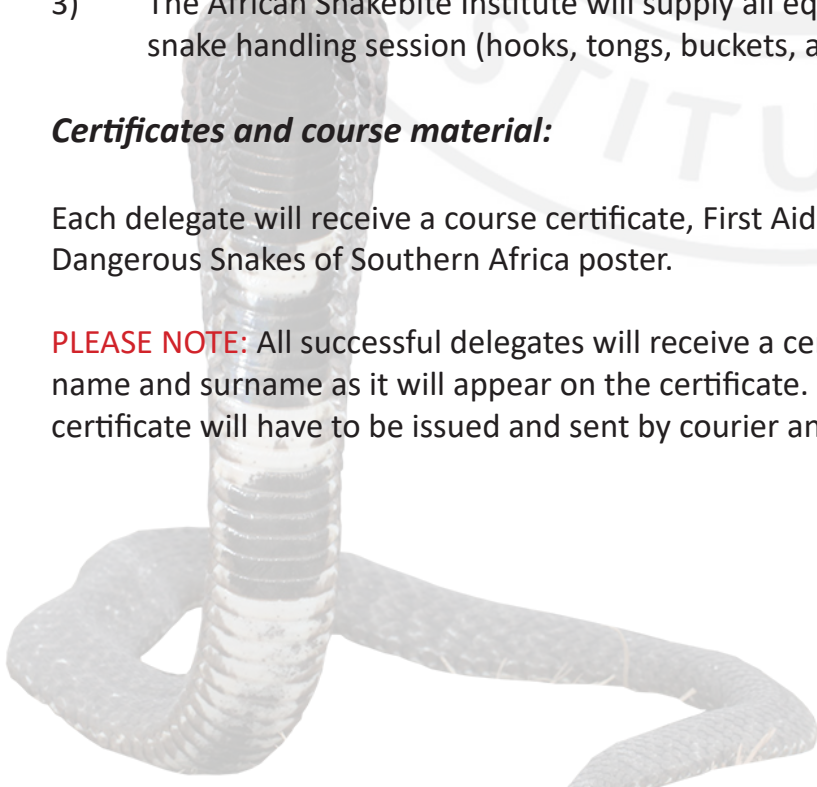 3) The African Snakebite Institute will supply all eq
snake handling session (hooks, tongs, buckets, a
Certificates and course material:
Each delegate will receive a course certificate, First Aid
Dangerous Snakes of Southern Africa poster.
PLEASE NOTE: All successful delegates will receive a ce
name and surname as it will appear on the certificate.
certificate will have to be issued and sent by courier an